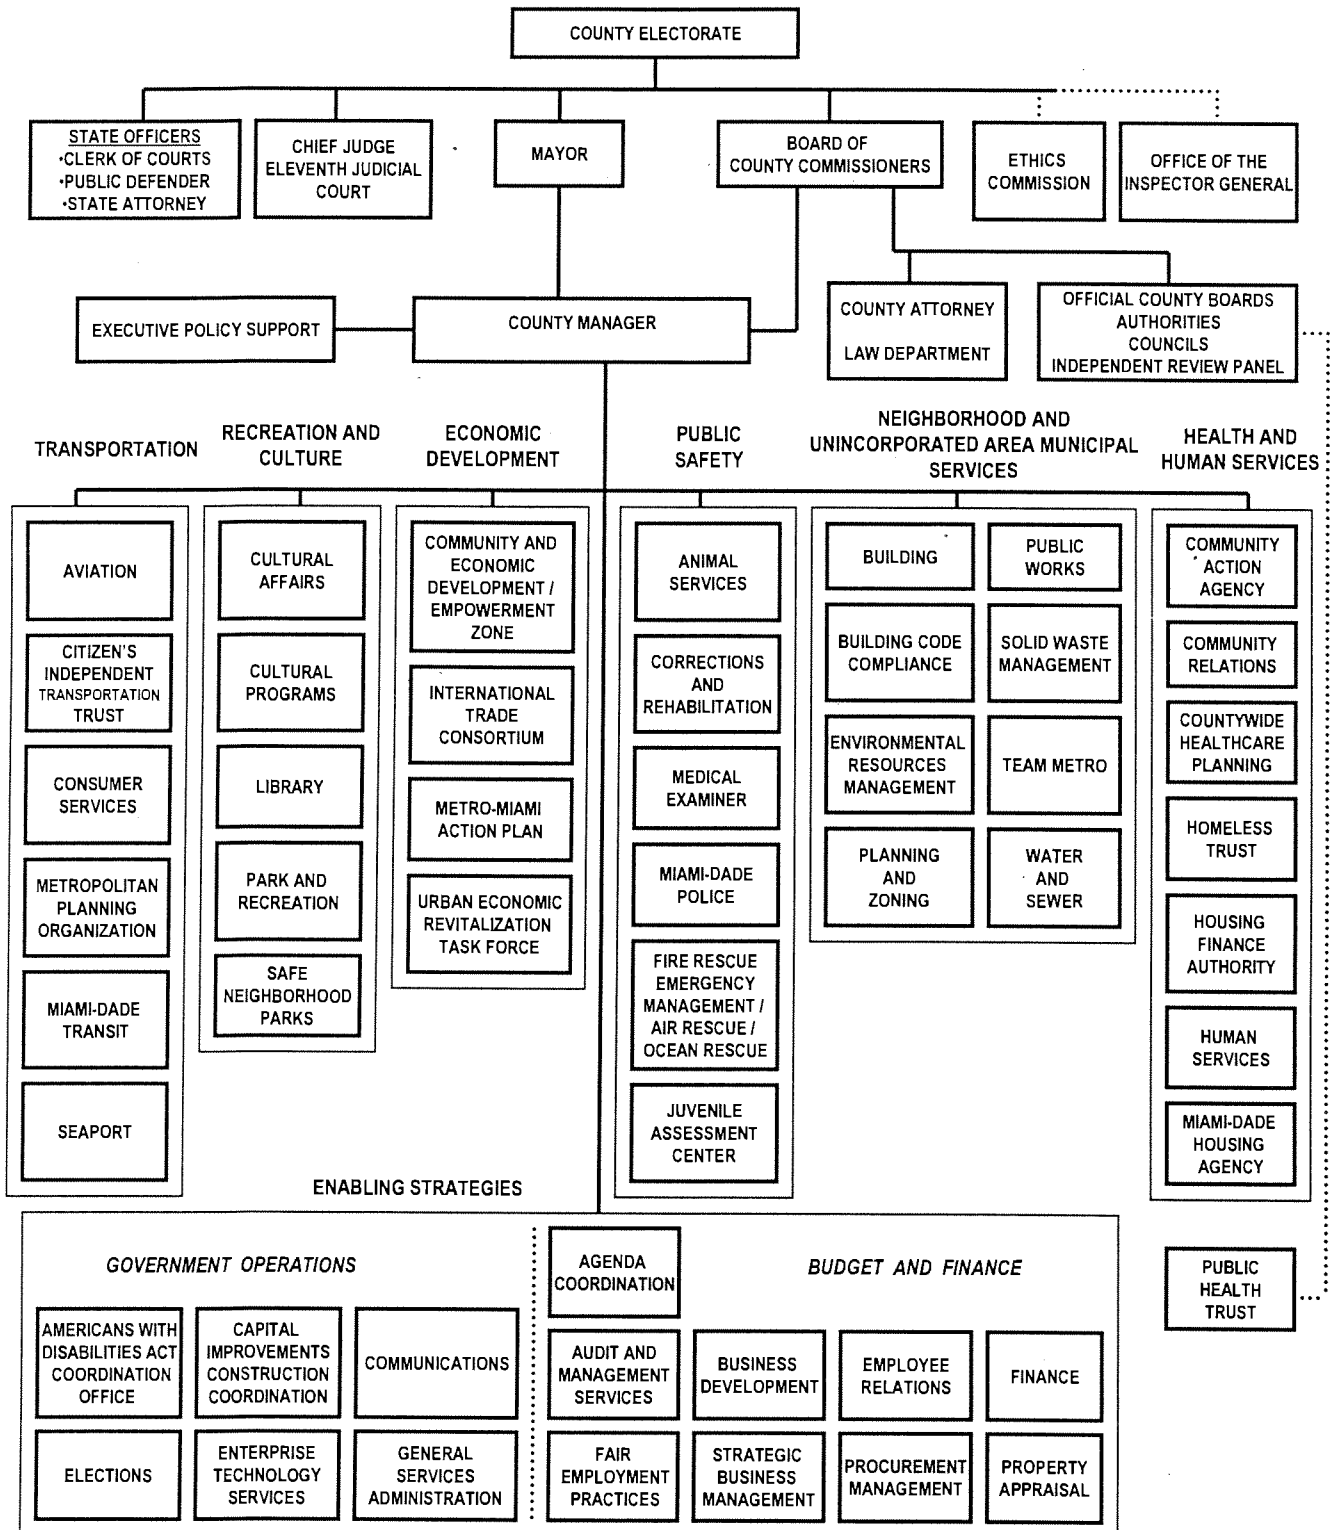 COUNTY ELECTORATE
STATE OFFICERS
•CLERK OF COURTS
•PUBLIC DEFENDER
•STATE ATTORNEY
CHIEF JUDGE
ELEVENTH JUDICIAL
COURT
MAYOR
BOARD OF
COUNTY COMMISSIONERS
ETHICS
COMMISSION
OFFICE OF THE
INSPECTOR GENERAL
EXECUTIVE POLICY SUPPORT
COUNTY MANAGER
COUNTY ATTORNEY
LAW DEPARTMENT
OFFICIAL COUNTY BOARDS
AUTHORITIES
COUNCILS
INDEPENDENT REVIEW PANEL
TRANSPORTATION
AVIATION
CITIZEN'S
INDEPENDENT
TRANSPORTATION
TRUST
CONSUMER
SERVICES
METROPOLITAN
PLANNING
ORGANIZATION
MIAMI-DADE
TRANSIT
SEAPORT
RECREATION AND
CULTURE
CULTURAL
AFFAIRS
CULTURAL
PROGRAMS
LIBRARY
PARK AND
RECREATION
SAFE
NEIGHBORHOOD
PARKS
ECONOMIC
DEVELOPMENT
COMMUNITY AND
ECONOMIC
DEVELOPMENT /
EMPOWERMENT
ZONE
INTERNATIONAL
TRADE
CONSORTIUM
METRO-MIAMI
ACTION PLAN
URBAN ECONOMIC
REVITALIZATION
TASK FORCE
PUBLIC
SAFETY
ANIMAL
SERVICES
CORRECTIONS
AND
REHABILITATION
MEDICAL
EXAMINER
MIAMI-DADE
POLICE
FIRE RESCUE
EMERGENCY
MANAGEMENT /
AIR RESCUE /
OCEAN RESCUE
JUVENILE
ASSESSMENT
CENTER
NEIGHBORHOOD AND
UNINCORPORATED AREA MUNICIPAL
SERVICES
BUILDING
PUBLIC
WORKS
BUILDING CODE
COMPLIANCE
SOLID WASTE
MANAGEMENT
ENVIRONMENTAL
RESOURCES
MANAGEMENT
TEAM METRO
PLANNING
AND
ZONING
WATER
AND
SEWER
HEALTH AND
HUMAN SERVICES
COMMUNITY
ACTION
AGENCY
COMMUNITY
RELATIONS
COUNTYWIDE
HEALTHCARE
PLANNING
HOMELESS
TRUST
HOUSING
FINANCE
AUTHORITY
HUMAN
SERVICES
MIAMI-DADE
HOUSING
AGENCY
PUBLIC
HEALTH
TRUST
ENABLING STRATEGIES
GOVERNMENT OPERATIONS
AMERICANS WITH
DISABILITIES ACT
COORDINATION
OFFICE
CAPITAL
IMPROVEMENTS
CONSTRUCTION
COORDINATION
COMMUNICATIONS
ELECTIONS
ENTERPRISE
TECHNOLOGY
SERVICES
GENERAL
SERVICES
ADMINISTRATION
AGENDA
COORDINATION
BUDGET AND FINANCE
AUDIT AND
MANAGEMENT
SERVICES
BUSINESS
DEVELOPMENT
EMPLOYEE
RELATIONS
FINANCE
FAIR
EMPLOYMENT
PRACTICES
STRATEGIC
BUSINESS
MANAGEMENT
PROCUREMENT
MANAGEMENT
PROPERTY
APPRAISAL